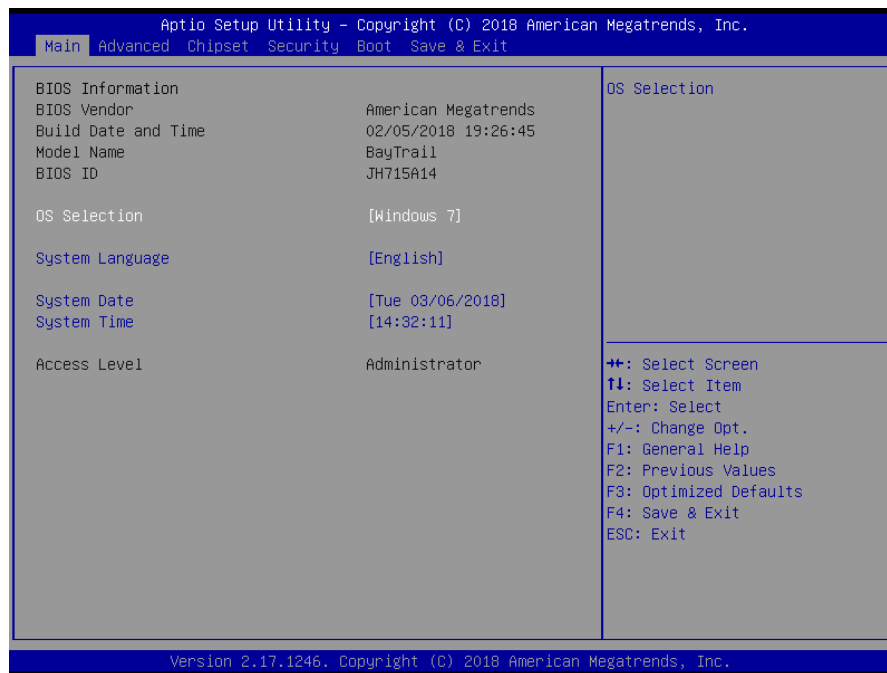 Aptio Setup Utility – Copyright (C) 2018 American Megatrends, Inc.
Main Advanced Chipset Security Boot Save & Exit
BIOS Information
BIOS Vendor American Megatrends
Build Date and Time 02/05/2018 19:26:45
Model Name BayTrail
BIOS ID JH715A14
OS Selection [Windows 7]
System Language [English]
System Date [Tue 03/06/2018]
System Time [14:32:11]
Access Level Administrator
OS Selection
→←: Select Screen
↑↓: Select Item
Enter: Select
+/-: Change Opt.
F1: General Help
F2: Previous Values
F3: Optimized Defaults
F4: Save & Exit
ESC: Exit
Version 2.17.1246. Copyright (C) 2018 American Megatrends, Inc.